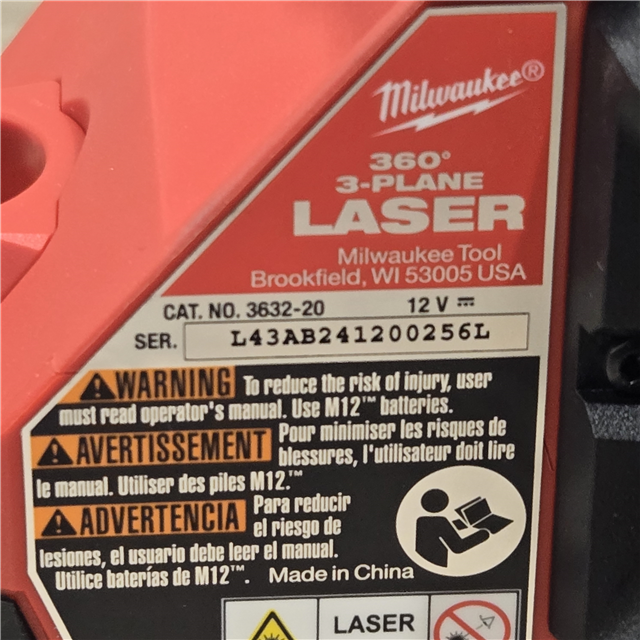 Milwaukee®
360°
3-PLANE
LASER
Milwaukee Tool
Brookfield, WI 53005 USA
CAT. NO. 3632-20 12 V ⎓
SER. L43AB241200256L
WARNING To reduce the risk of injury, user
must read operator's manual. Use M12™ batteries.
AVERTISSEMENT Pour minimiser les risques de
blessures, l'utilisateur doit lire
le manual. Utiliser des piles M12.™
ADVERTENCIA Para reducir
el riesgo de
lesiones, el usuario debe leer el manual.
Utilice baterías de M12™. Made in China
LASER